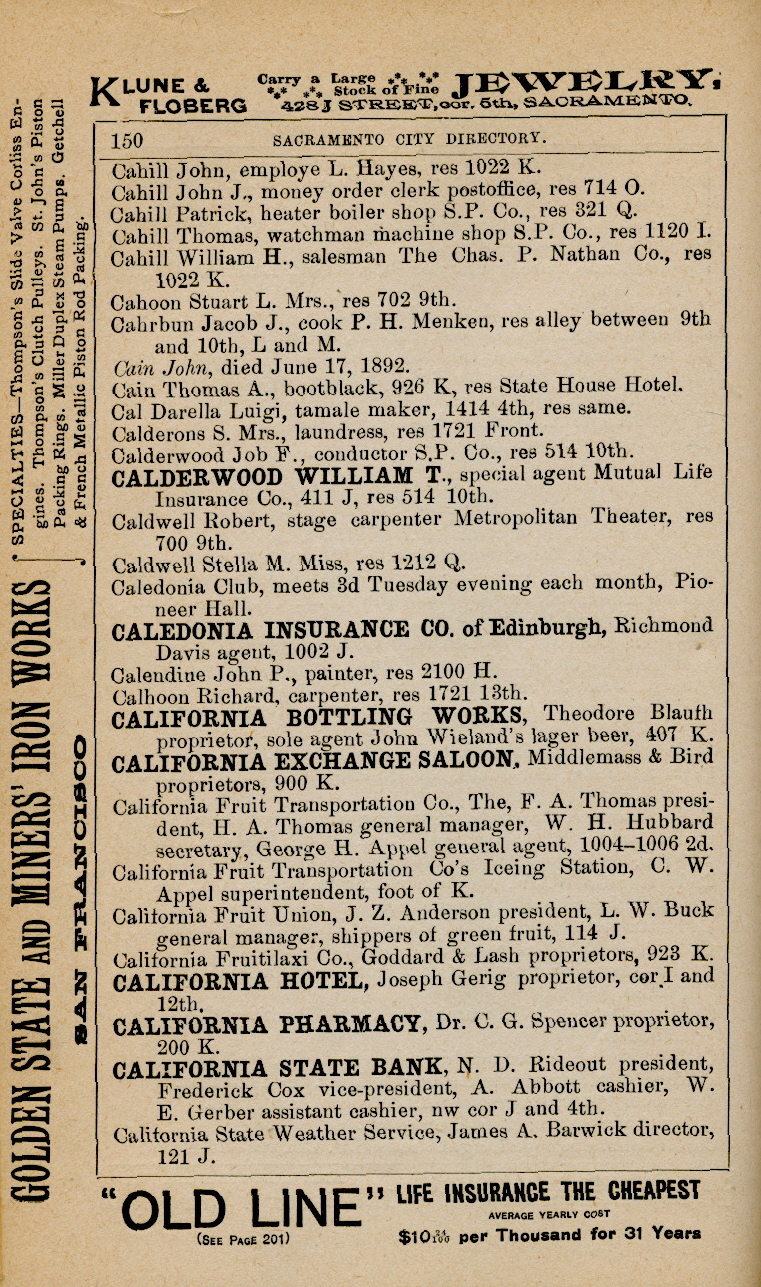 KLUNE & FLOBERG Carry a Large Stock of Fine JEWELRY,
428 J STREET, cor. 5th, SACRAMENTO.
150 SACRAMENTO CITY DIRECTORY.
Cahill John, employe L. Hayes, res 1022 K.
Cahill John J., money order clerk postoffice, res 714 O.
Cahill Patrick, heater boiler shop S.P. Co., res 321 Q.
Cahill Thomas, watchman machine shop S.P. Co., res 1120 I.
Cahill William H., salesman The Chas. P. Nathan Co., res
1022 K.
Cahoon Stuart L. Mrs., res 702 9th.
Cahrbun Jacob J., cook P. H. Menken, res alley between 9th
and 10th, L and M.
Cain John, died June 17, 1892.
Cain Thomas A., bootblack, 926 K, res State House Hotel.
Cal Darella Luigi, tamale maker, 1414 4th, res same.
Calderons S. Mrs., laundress, res 1721 Front.
Calderwood Job F., conductor S.P. Co., res 514 10th.
CALDERWOOD WILLIAM T., special agent Mutual Life
Insurance Co., 411 J, res 514 10th.
Caldwell Robert, stage carpenter Metropolitan Theater, res
700 9th.
Caldwell Stella M. Miss, res 1212 Q.
Caledonia Club, meets 3d Tuesday evening each month, Pio-
neer Hall.
CALEDONIA INSURANCE CO. of Edinburgh, Richmond
Davis agent, 1002 J.
Calendine John P., painter, res 2100 H.
Calhoon Richard, carpenter, res 1721 13th.
CALIFORNIA BOTTLING WORKS, Theodore Blauth
proprietor, sole agent John Wieland's lager beer, 407 K.
CALIFORNIA EXCHANGE SALOON, Middlemass & Bird
proprietors, 900 K.
California Fruit Transportation Co., The, F. A. Thomas presi-
dent, H. A. Thomas general manager, W. H. Hubbard
secretary, George H. Appel general agent, 1004–1006 2d.
California Fruit Transportation Co's Iceing Station, C. W.
Appel superintendent, foot of K.
California Fruit Union, J. Z. Anderson president, L. W. Buck
general manager, shippers of green fruit, 114 J.
California Fruitilaxi Co., Goddard & Lash proprietors, 923 K.
CALIFORNIA HOTEL, Joseph Gerig proprietor, cor I and
12th.
CALIFORNIA PHARMACY, Dr. C. G. Spencer proprietor,
200 K.
CALIFORNIA STATE BANK, N. D. Rideout president,
Frederick Cox vice-president, A. Abbott cashier, W.
E. Gerber assistant cashier, nw cor J and 4th.
California State Weather Service, James A. Barwick director,
121 J.
"OLD LINE" LIFE INSURANCE THE CHEAPEST
AVERAGE YEARLY COST
(SEE PAGE 201) $10 per Thousand for 31 Years
GOLDEN STATE AND MINERS' IRON WORKS
SAN FRANCISCO
SPECIALTIES—Thompson's Slide Valve Corliss En-
gines. Thompson's Clutch Pulleys. St. John's Piston
Packing Rings. Miller Duplex Steam Pumps. Getchell
& French Metallic Piston Rod Packing.